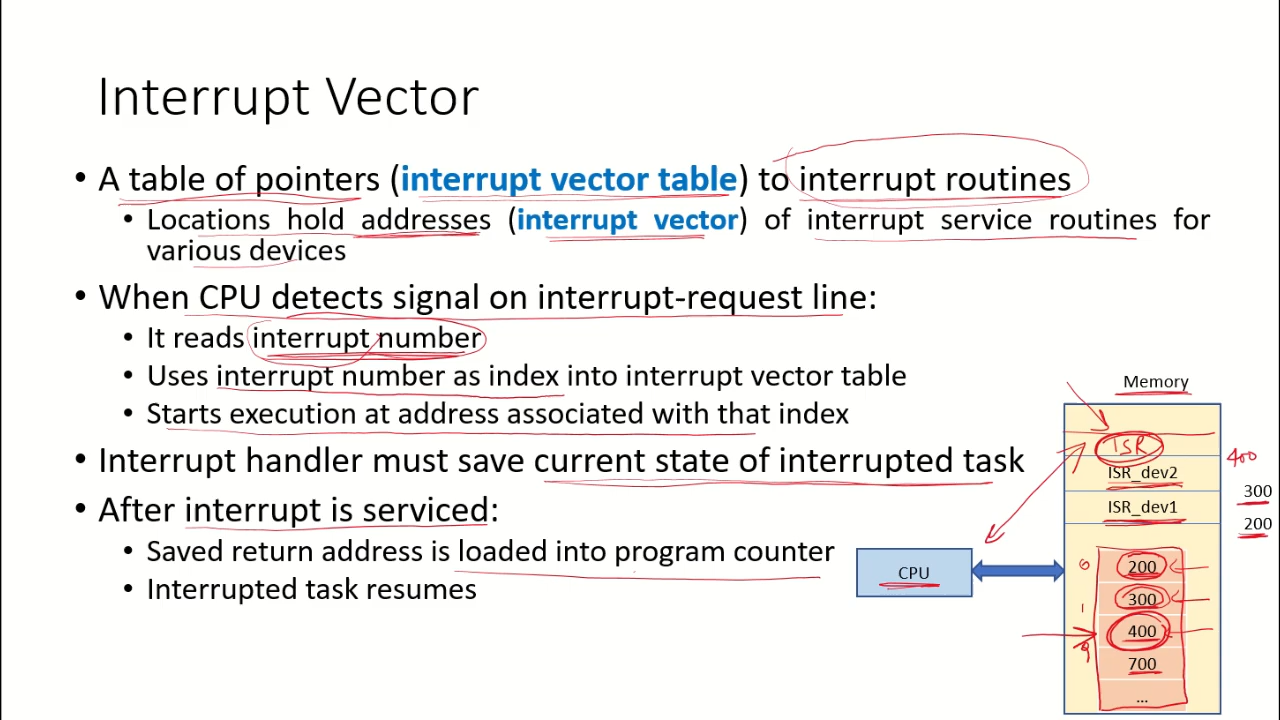 Interrupt Vector
• A table of pointers (interrupt vector table) to interrupt routines
• Locations hold addresses (interrupt vector) of interrupt service routines for
various devices
• When CPU detects signal on interrupt-request line:
• It reads interrupt number
• Uses interrupt number as index into interrupt vector table
• Starts execution at address associated with that index
• Interrupt handler must save current state of interrupted task
• After interrupt is serviced:
• Saved return address is loaded into program counter
• Interrupted task resumes
Memory
ISR
400
ISR_dev2
300
ISR_dev1
200
CPU
0 200
1 300
400
700
...